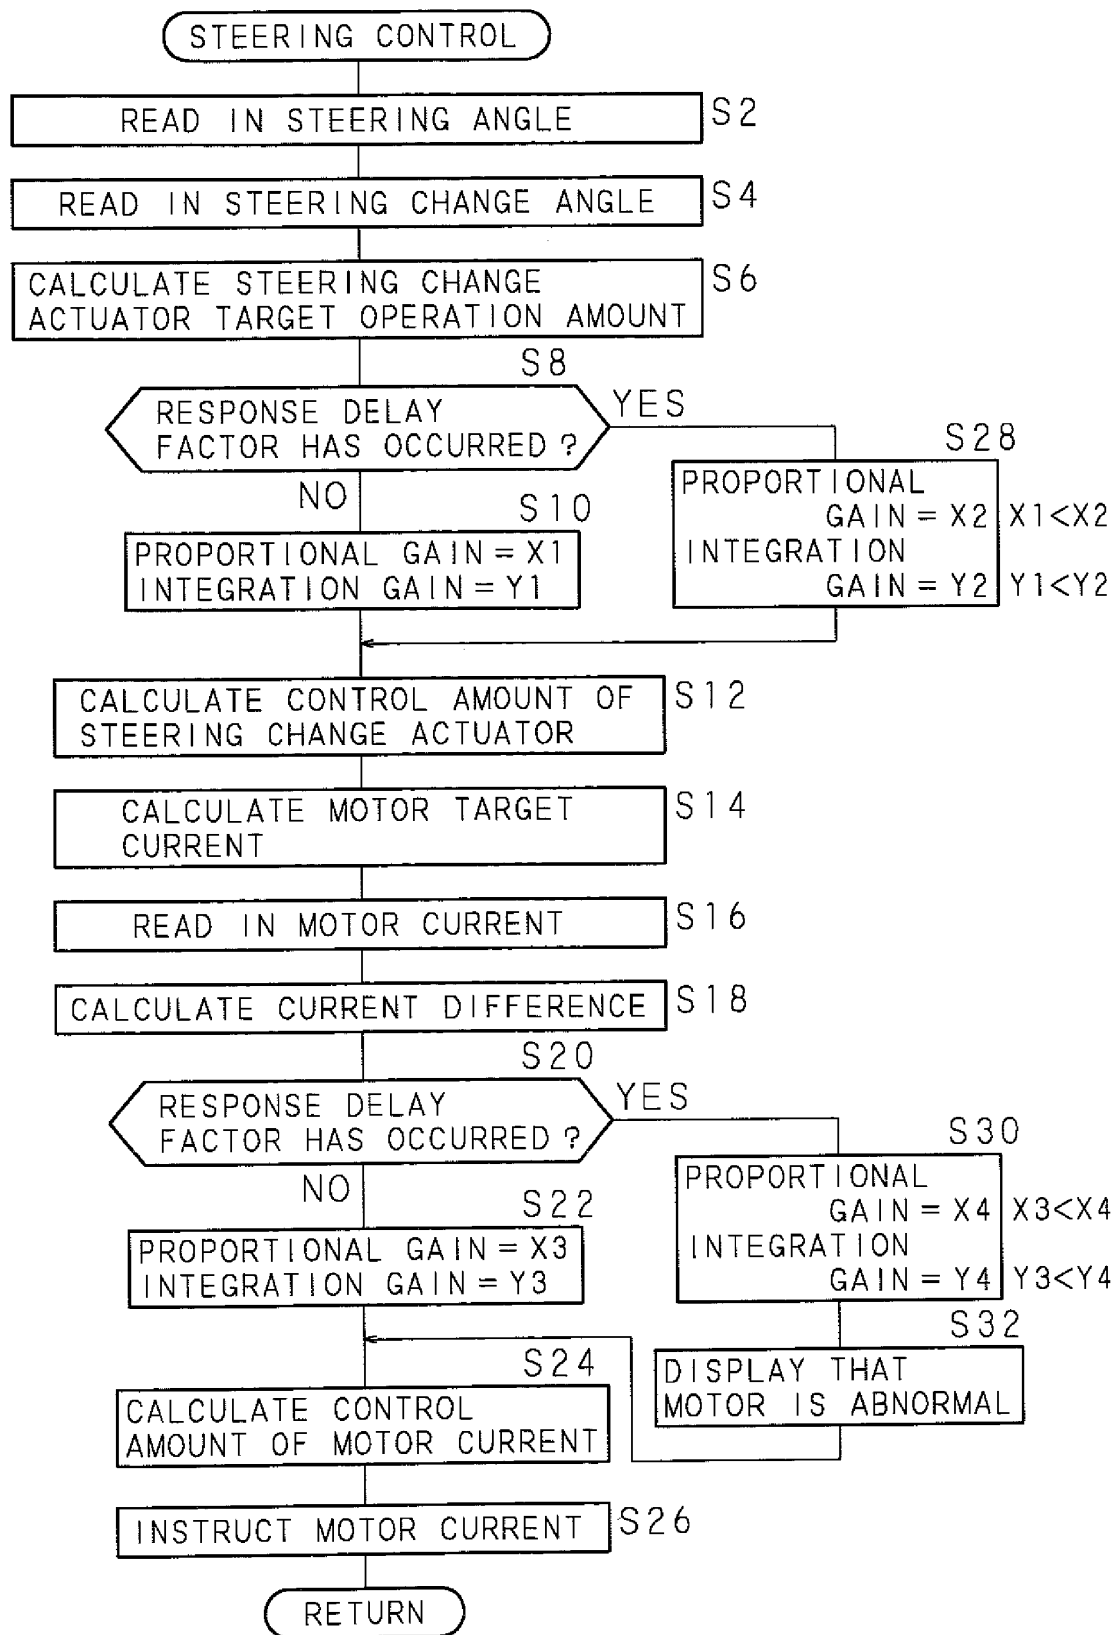 STEERING CONTROL
READ IN STEERING ANGLE
S2
READ IN STEERING CHANGE ANGLE
S4
CALCULATE STEERING CHANGE
ACTUATOR TARGET OPERATION AMOUNT
S6
S8
RESPONSE DELAY
FACTOR HAS OCCURRED?
YES
NO
S28
PROPORTIONAL
GAIN = X2
X1<X2
INTEGRATION
GAIN = Y2
Y1<Y2
S10
PROPORTIONAL GAIN = X1
INTEGRATION GAIN = Y1
CALCULATE CONTROL AMOUNT OF
STEERING CHANGE ACTUATOR
S12
CALCULATE MOTOR TARGET
CURRENT
S14
READ IN MOTOR CURRENT
S16
CALCULATE CURRENT DIFFERENCE
S18
S20
RESPONSE DELAY
FACTOR HAS OCCURRED?
YES
NO
S30
PROPORTIONAL
GAIN = X4
X3<X4
INTEGRATION
GAIN = Y4
Y3<Y4
S22
PROPORTIONAL GAIN = X3
INTEGRATION GAIN = Y3
S32
DISPLAY THAT
MOTOR IS ABNORMAL
S24
CALCULATE CONTROL
AMOUNT OF MOTOR CURRENT
INSTRUCT MOTOR CURRENT
S26
RETURN